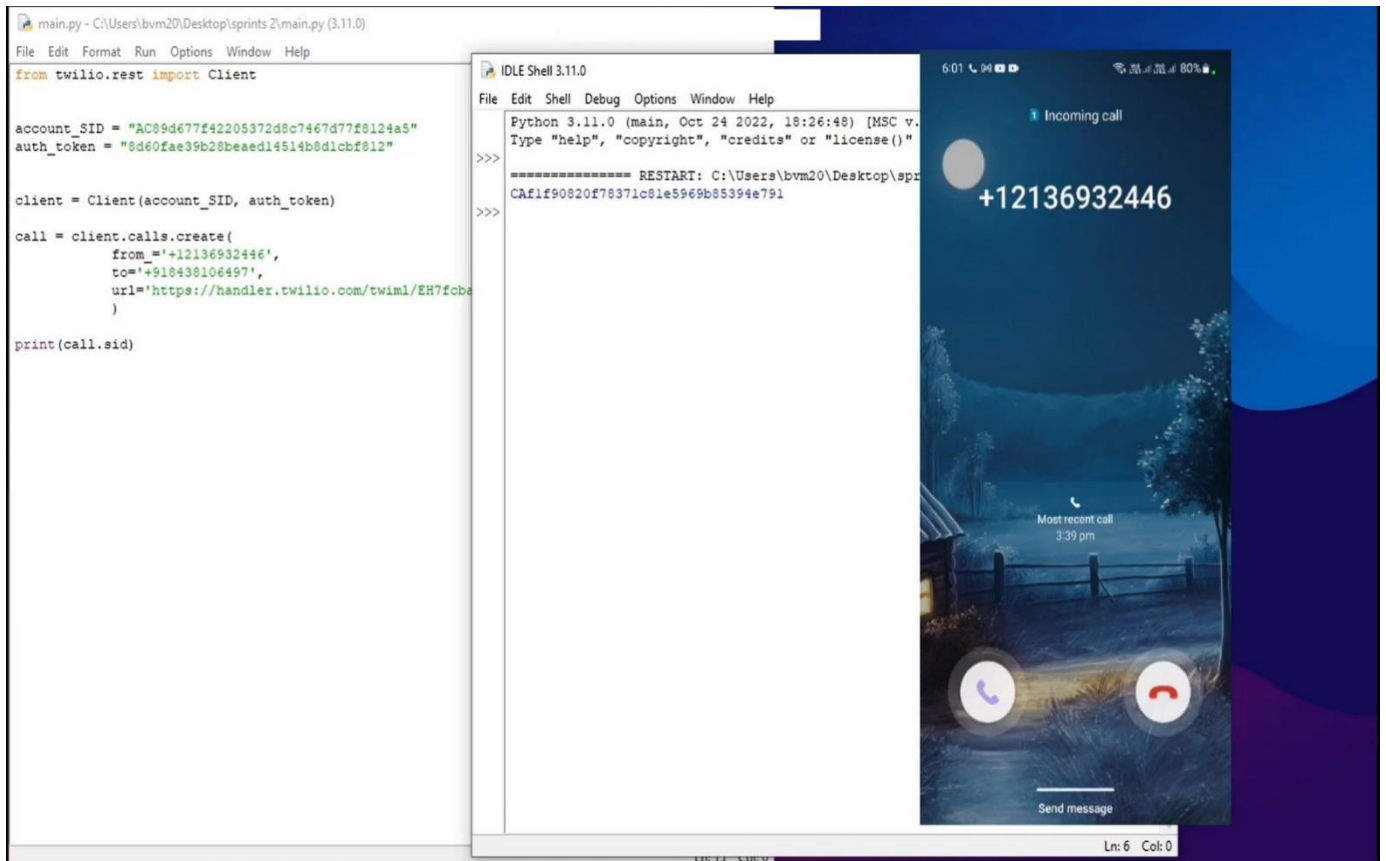 main.py - C:\Users\bvm20\Desktop\sprints 2\main.py (3.11.0)
File Edit Format Run Options Window Help
from twilio.rest import Client
account_SID = "AC89d677f42205372d8c7467d77f8124a5"
auth_token = "8d60fae39b28beaed14514b8d1cbf812"
client = Client(account_SID, auth_token)
call = client.calls.create(
from_='+12136932446',
to='+918438106497',
url='https://handler.twilio.com/twiml/EH7fcba
)
print(call.sid)
IDLE Shell 3.11.0
File Edit Shell Debug Options Window Help
Python 3.11.0 (main, Oct 24 2022, 18:26:48) [MSC v.
Type "help", "copyright", "credits" or "license()"
>>>
=============== RESTART: C:\Users\bvm20\Desktop\spr
CAf1f90820f78371c81e5969b85394e791
>>>
Ln: 6 Col: 0
6:01 80%
1 Incoming call
+12136932446
Most recent call
3:39 pm
Send message